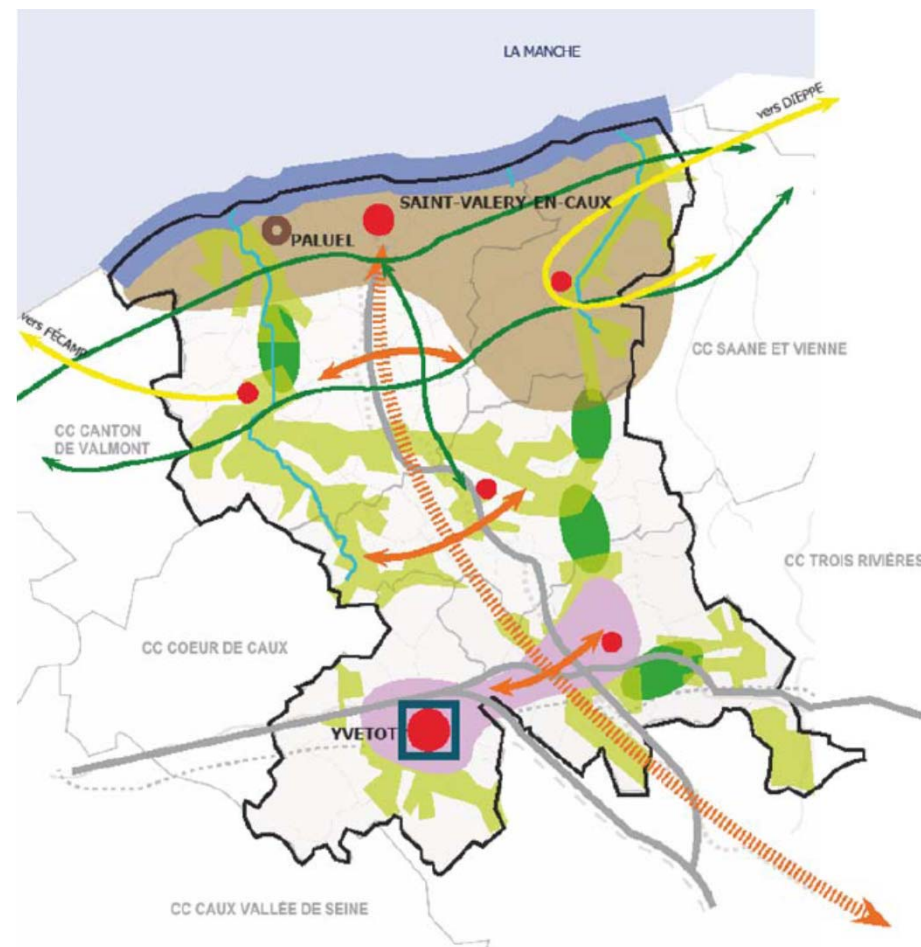 LA MANCHE
vers DIEPPE
SAINT-VALERY-EN-CAUX
PALUEL
vers FÉCAMP
CC SAANE ET VIENNE
CC CANTON
DE VALMONT
CC TROIS RIVIÈRES
CC COEUR DE CAUX
YVETOT
CC CAUX VALLÉE DE SEINE